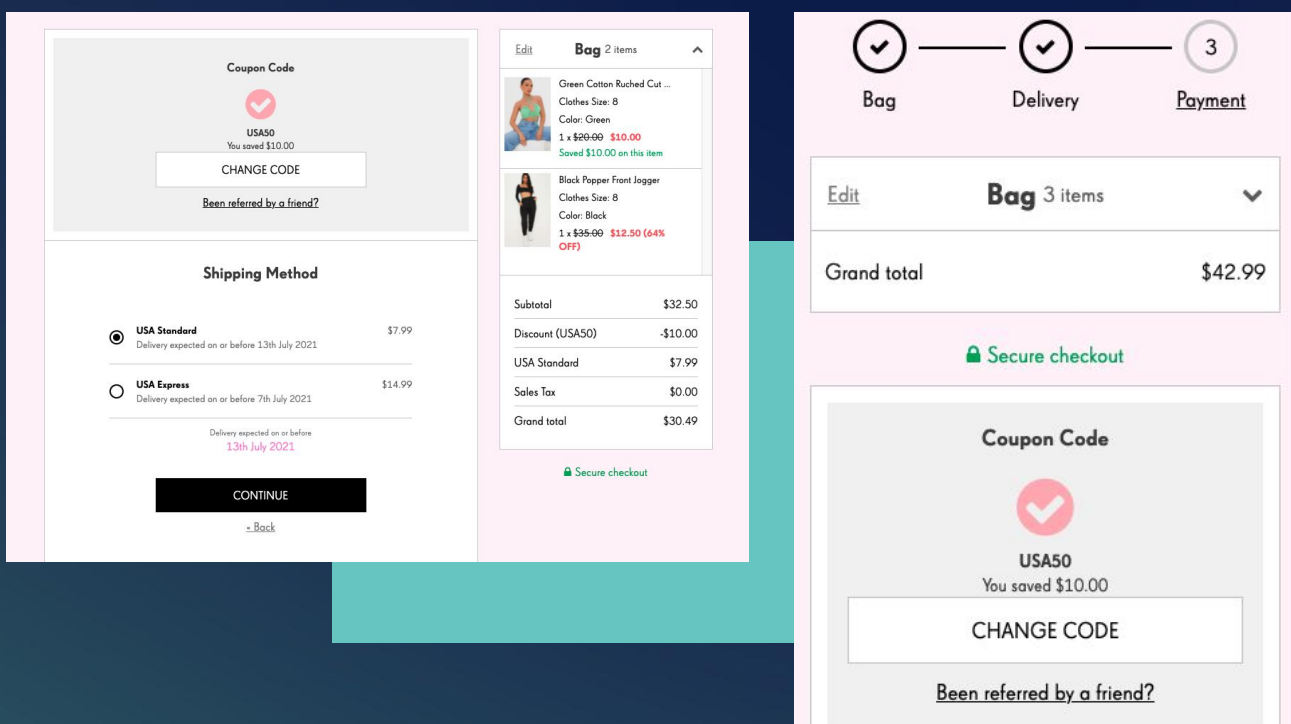 Coupon Code
USA50
You saved $10.00
CHANGE CODE
Been referred by a friend?
Shipping Method
USA Standard $7.99
Delivery expected on or before 13th July 2021
USA Express $14.99
Delivery expected on or before 7th July 2021
Delivery expected on or before
13th July 2021
CONTINUE
« Back
Edit Bag 2 items
Green Cotton Ruched Cut ...
Clothes Size: 8
Color: Green
1 x $20.00 $10.00
Saved $10.00 on this item
Black Popper Front Jogger
Clothes Size: 8
Color: Black
1 x $35.00 $12.50 (64%
OFF)
Subtotal $32.50
Discount (USA50) -$10.00
USA Standard $7.99
Sales Tax $0.00
Grand total $30.49
Secure checkout
3
Bag Delivery Payment
Edit Bag 3 items
Grand total $42.99
Secure checkout
Coupon Code
USA50
You saved $10.00
CHANGE CODE
Been referred by a friend?